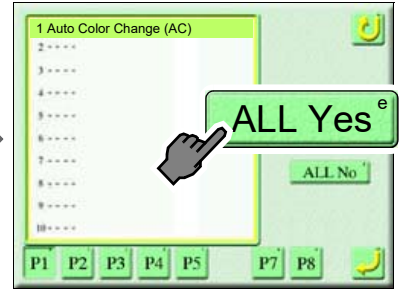 1 Auto Color Change (AC)
2 ----
3 ----
4 ----
5 ----
6 ----
7 ----
8 ----
9 ----
10 ----
ALL Yes e
ALL No
P1 P2 P3 P4 P5 P7 P8